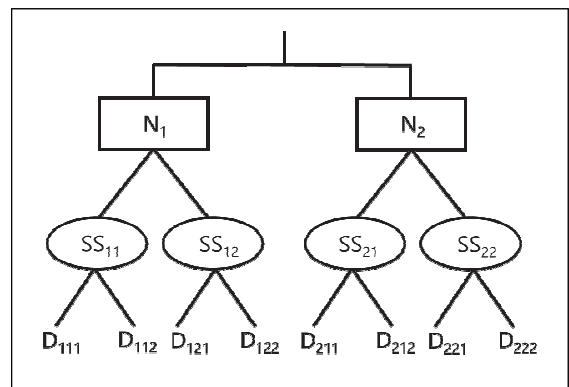 N₁ N₂
SS₁₁ SS₁₂ SS₂₁ SS₂₂
D₁₁₁ D₁₁₂ D₁₂₁ D₁₂₂ D₂₁₁ D₂₁₂ D₂₂₁ D₂₂₂